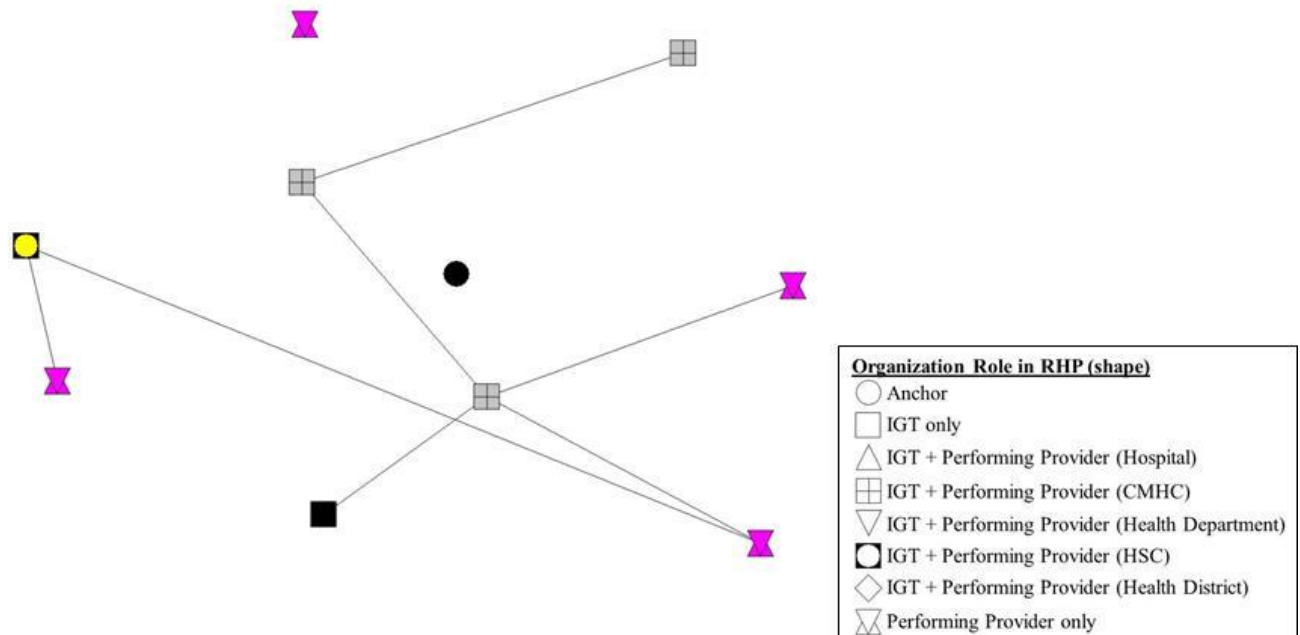 Organization Role in RHP (shape)
Anchor
IGT only
IGT + Performing Provider (Hospital)
IGT + Performing Provider (CMHC)
IGT + Performing Provider (Health Department)
IGT + Performing Provider (HSC)
IGT + Performing Provider (Health District)
Performing Provider only